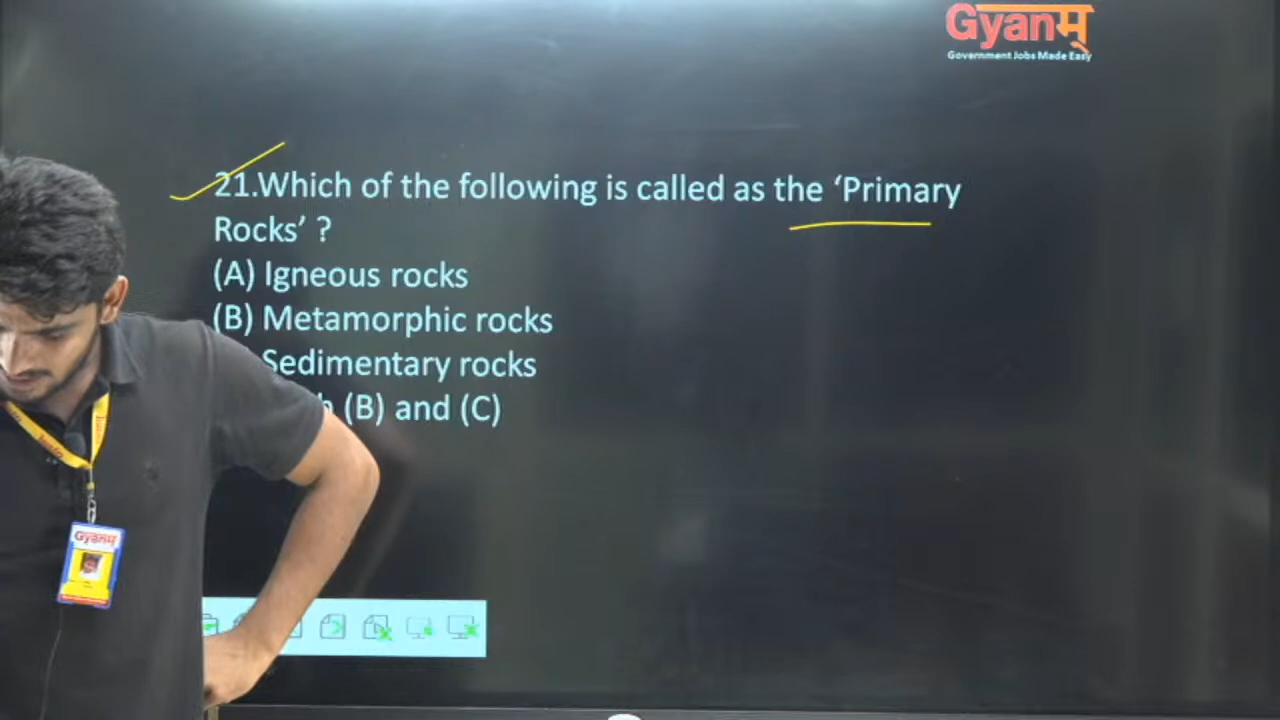 Gyanम्
Government Jobs Made Easy
21.Which of the following is called as the ‘Primary
Rocks’ ?
(A) Igneous rocks
(B) Metamorphic rocks
Sedimentary rocks
(B) and (C)
Gyanम्